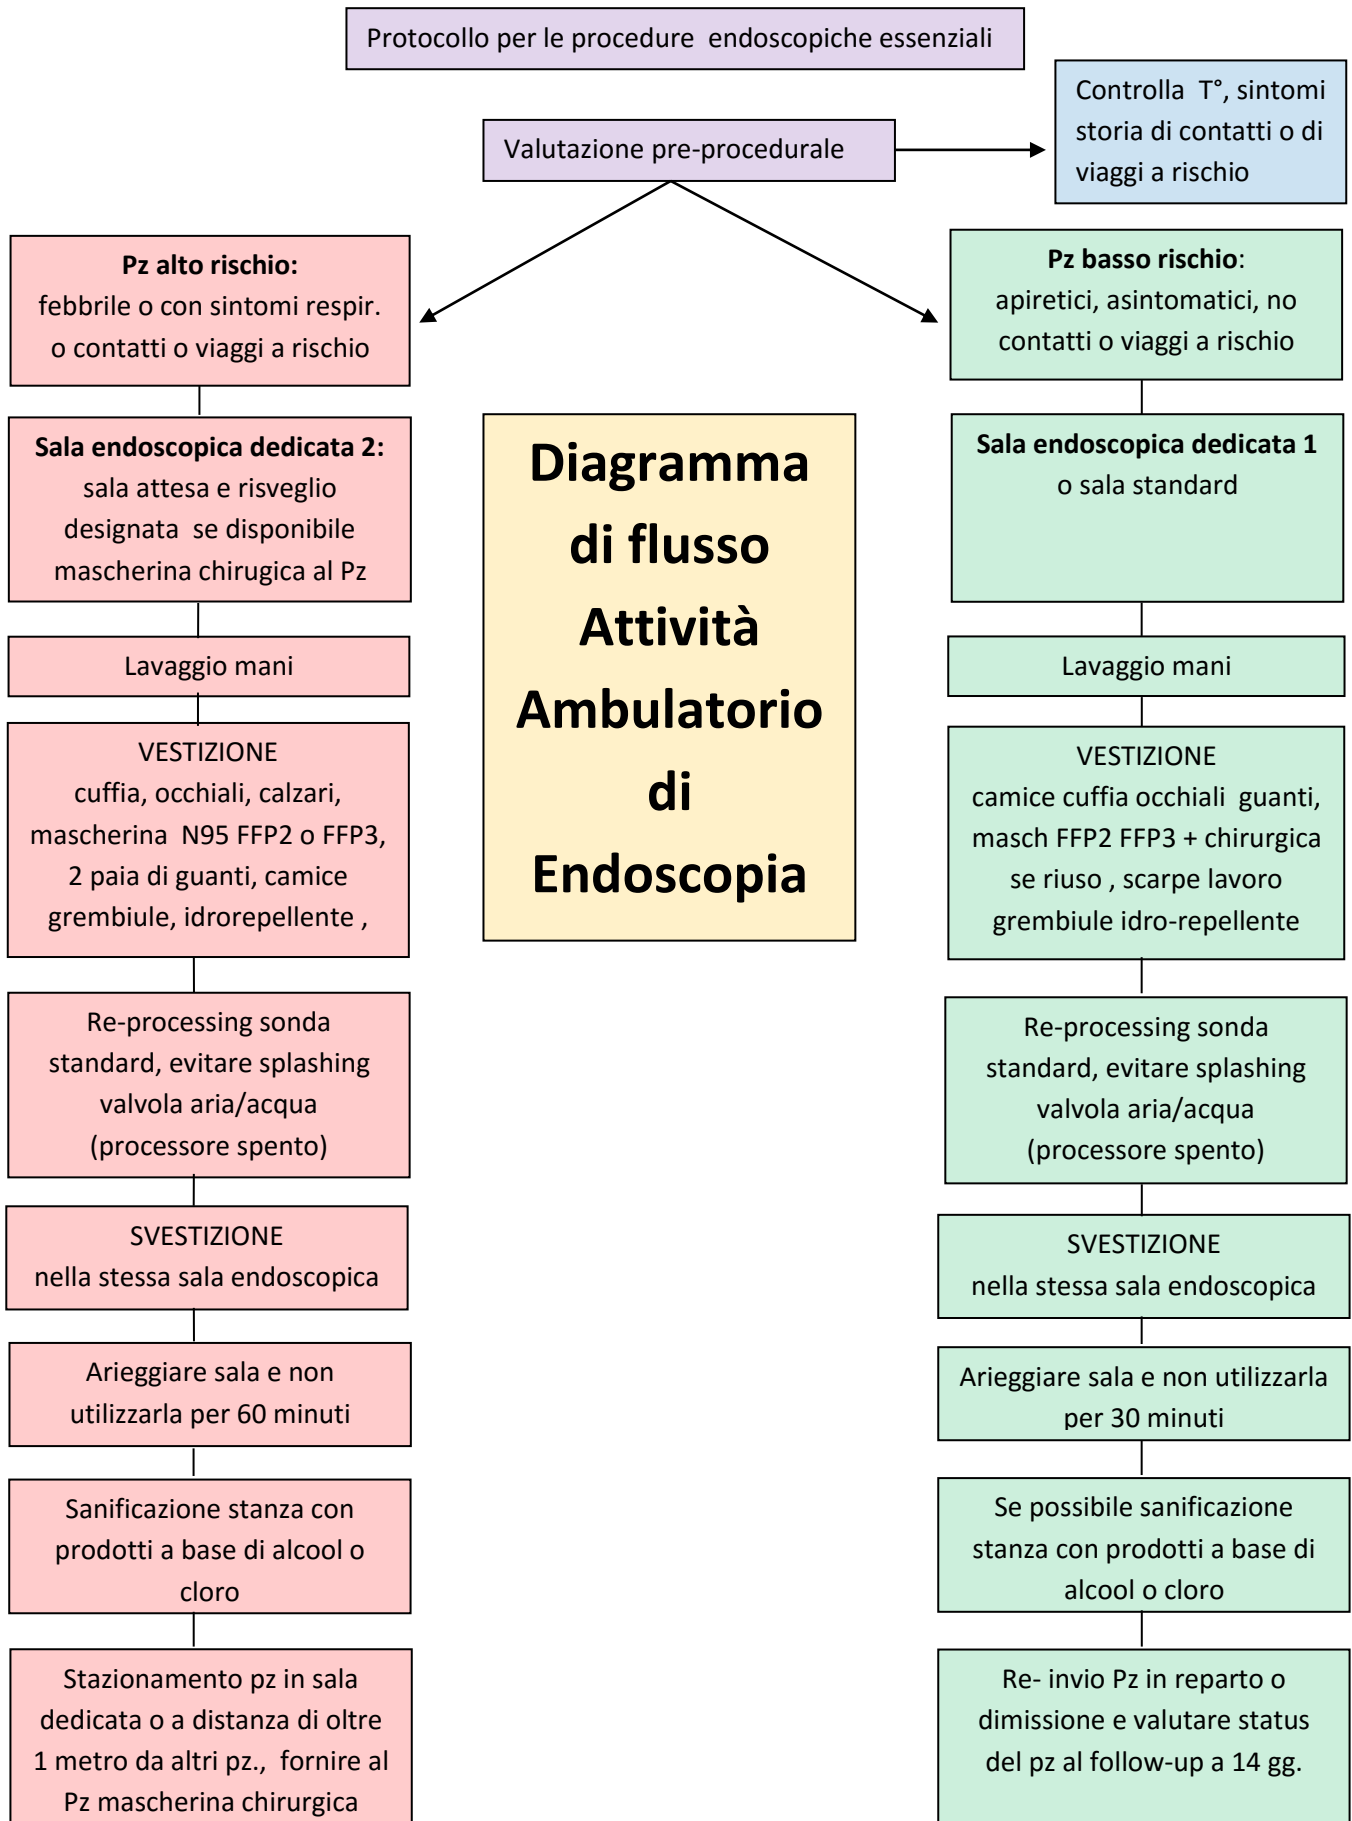 Protocollo per le procedure  endoscopiche essenziali
Controlla  T°, sintomi
storia di contatti o di
viaggi a rischio
Valutazione pre-procedurale
Pz alto rischio:
febbrile o con sintomi respir.
o contatti o viaggi a rischio
Sala endoscopica dedicata 2:
sala attesa e risveglio
designata  se disponibile
mascherina chirugica al Pz
Lavaggio mani
VESTIZIONE
cuffia, occhiali, calzari,
mascherina  N95 FFP2 o FFP3,
2 paia di guanti, camice
grembiule, idrorepellente ,
Re-processing sonda
standard, evitare splashing
valvola aria/acqua
(processore spento)
SVESTIZIONE
nella stessa sala endoscopica
Arieggiare sala e non
utilizzarla per 60 minuti
Sanificazione stanza con
prodotti a base di alcool o
cloro
Stazionamento pz in sala
dedicata o a distanza di oltre
1 metro da altri pz.,  fornire al
Pz mascherina chirurgica
Diagramma
di flusso
Attività
Ambulatorio
di
Endoscopia
Pz basso rischio:
apiretici, asintomatici, no
contatti o viaggi a rischio
Sala endoscopica dedicata 1
o sala standard
Lavaggio mani
VESTIZIONE
camice cuffia occhiali  guanti,
masch FFP2 FFP3 + chirurgica
se riuso , scarpe lavoro
grembiule idro-repellente
Re-processing sonda
standard, evitare splashing
valvola aria/acqua
(processore spento)
SVESTIZIONE
nella stessa sala endoscopica
Arieggiare sala e non utilizzarla
per 30 minuti
Se possibile sanificazione
stanza con prodotti a base di
alcool o cloro
Re- invio Pz in reparto o
dimissione e valutare status
del pz al follow-up a 14 gg.